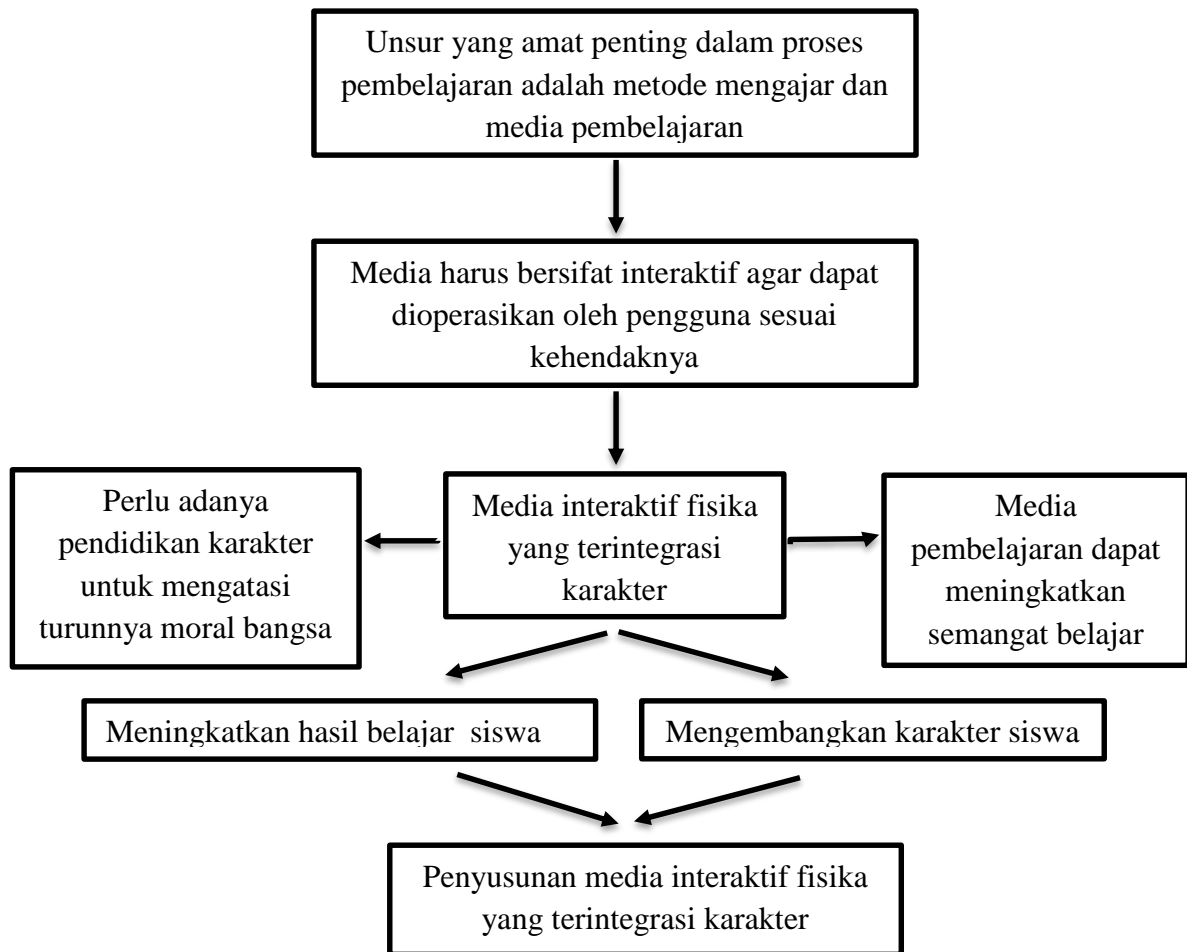 Unsur yang amat penting dalam proses
pembelajaran adalah metode mengajar dan
media pembelajaran
Media harus bersifat interaktif agar dapat
dioperasikan oleh pengguna sesuai
kehendaknya
Perlu adanya
pendidikan karakter
untuk mengatasi
turunnya moral bangsa
Media interaktif fisika
yang terintegrasi
karakter
Media
pembelajaran dapat
meningkatkan
semangat belajar
Meningkatkan hasil belajar  siswa
Mengembangkan karakter siswa
Penyusunan media interaktif fisika
yang terintegrasi karakter